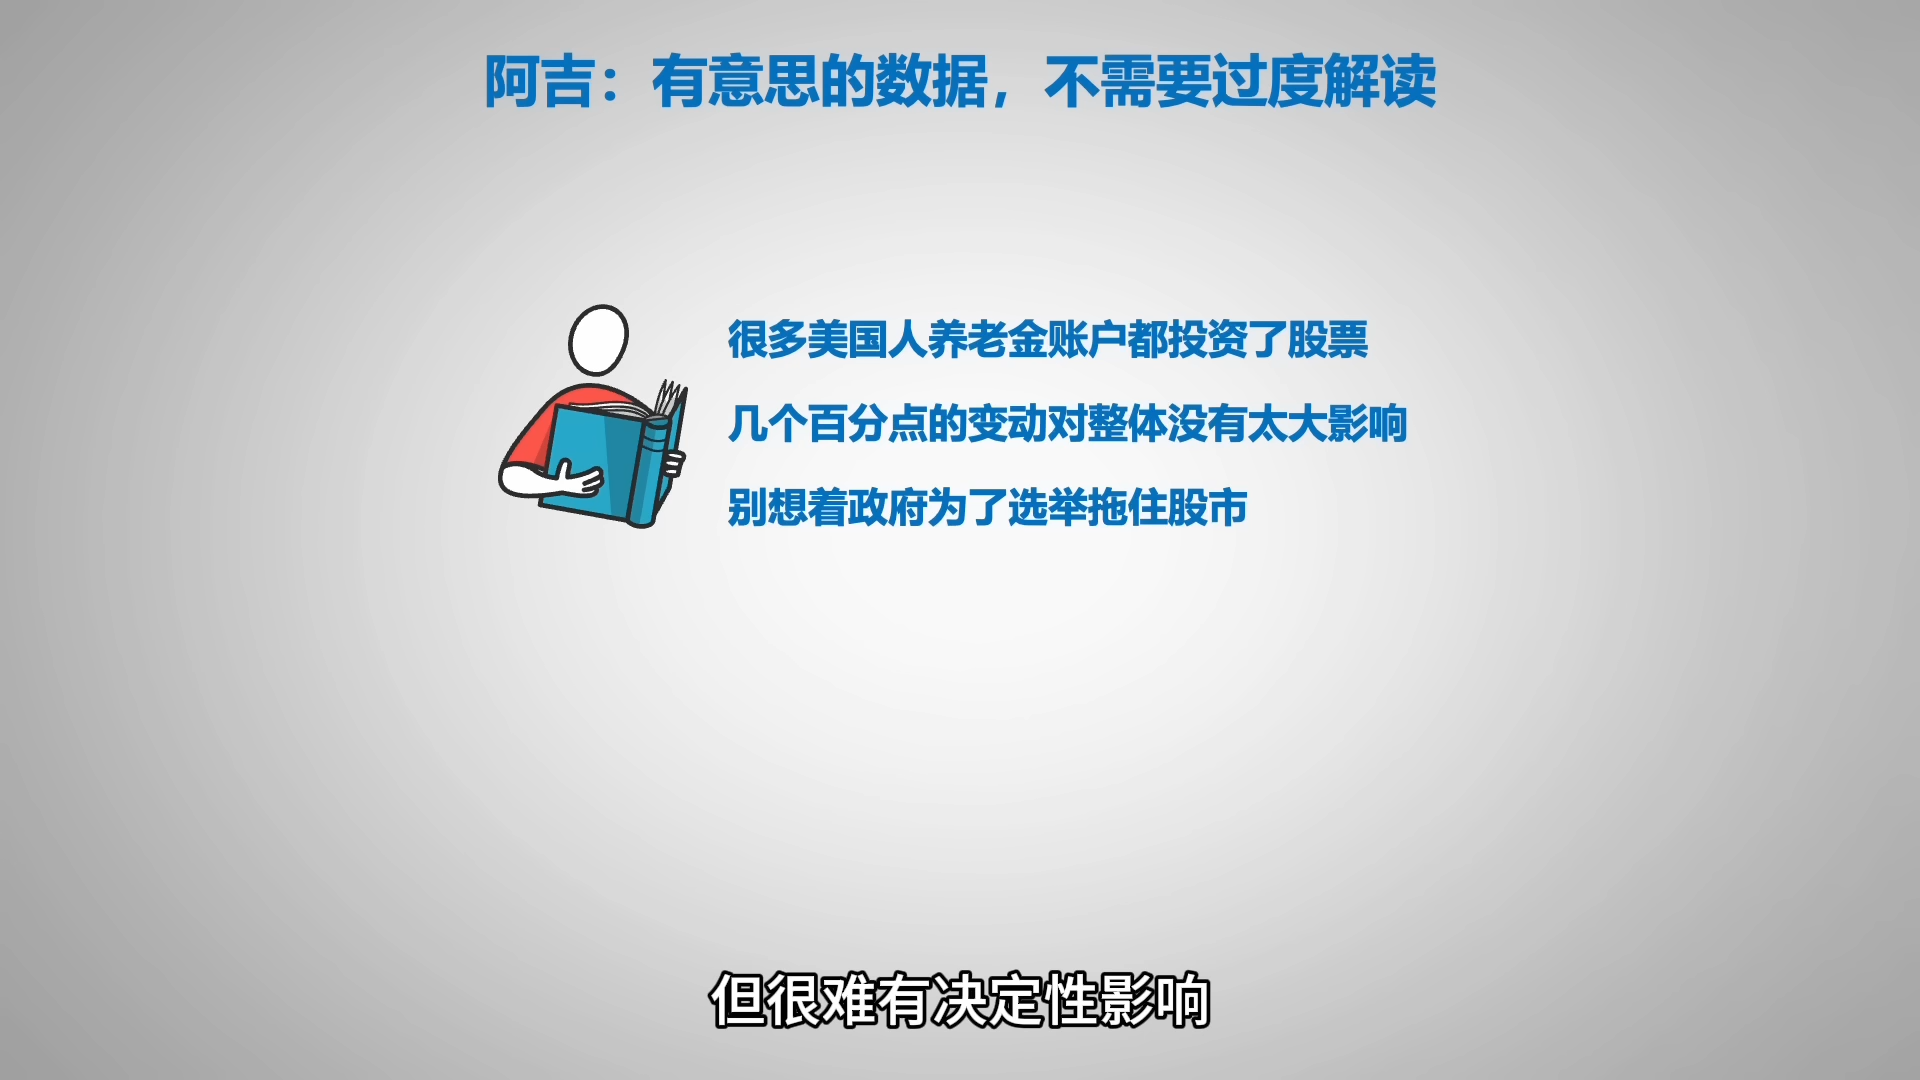 阿吉：有意思的数据，不需要过度解读
很多美国人养老金账户都投资了股票
几个百分点的变动对整体没有太大影响
别想着政府为了选举拖住股市
但很难有决定性影响